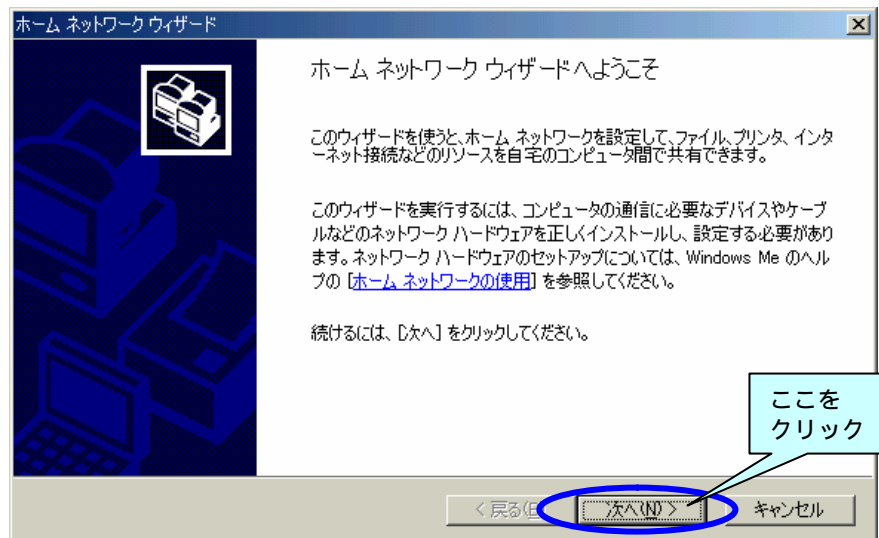 ホーム ネットワーク ウィザード
ホーム ネットワーク ウィザードへようこそ
このウィザードを使うと、ホーム ネットワークを設定して、ファイル、プリンタ、インタ
ーネット接続などのリソースを自宅のコンピュータ間で共有できます。
このウィザードを実行するには、コンピュータの通信に必要なデバイスやケーブ
ルなどのネットワーク ハードウェアを正しくインストールし、設定する必要があり
ます。ネットワーク ハードウェアのセットアップについては、Windows Me のヘル
プの [ホーム ネットワークの使用] を参照してください。
続けるには、[次へ] をクリックしてください。
ここを
クリック
< 戻る(B
次へ(N) >
キャンセル